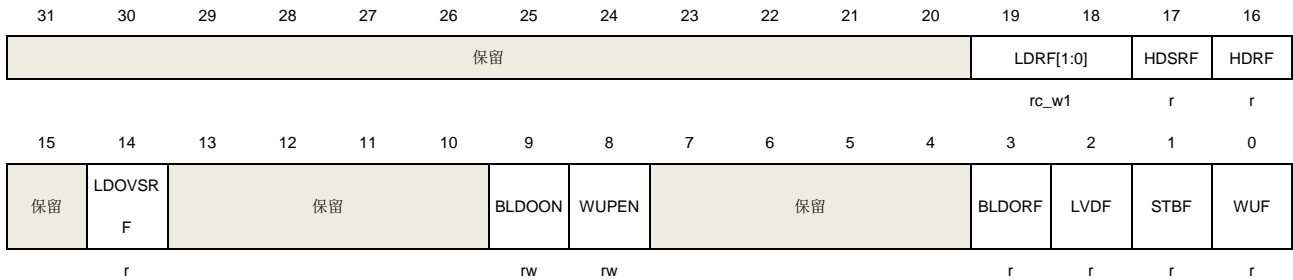 31 30 29 28 27 26 25 24 23 22 21 20 19 18 17 16
保留 LDRF[1:0] HDSRF HDRF
rc_w1 r r
15 14 13 12 11 10 9 8 7 6 5 4 3 2 1 0
保留 LDOVSR
F 保留 BLDOON WUPEN 保留 BLDORF LVDF STBF WUF
r rw rw r r r r